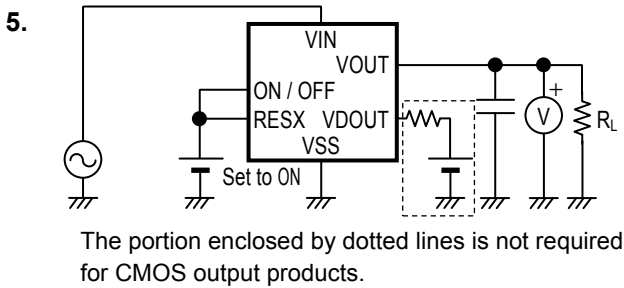 5.
VIN
VOUT
ON / OFF
RESX VDOUT
VSS
+
V
RL
Set to ON
The portion enclosed by dotted lines is not required
for CMOS output products.